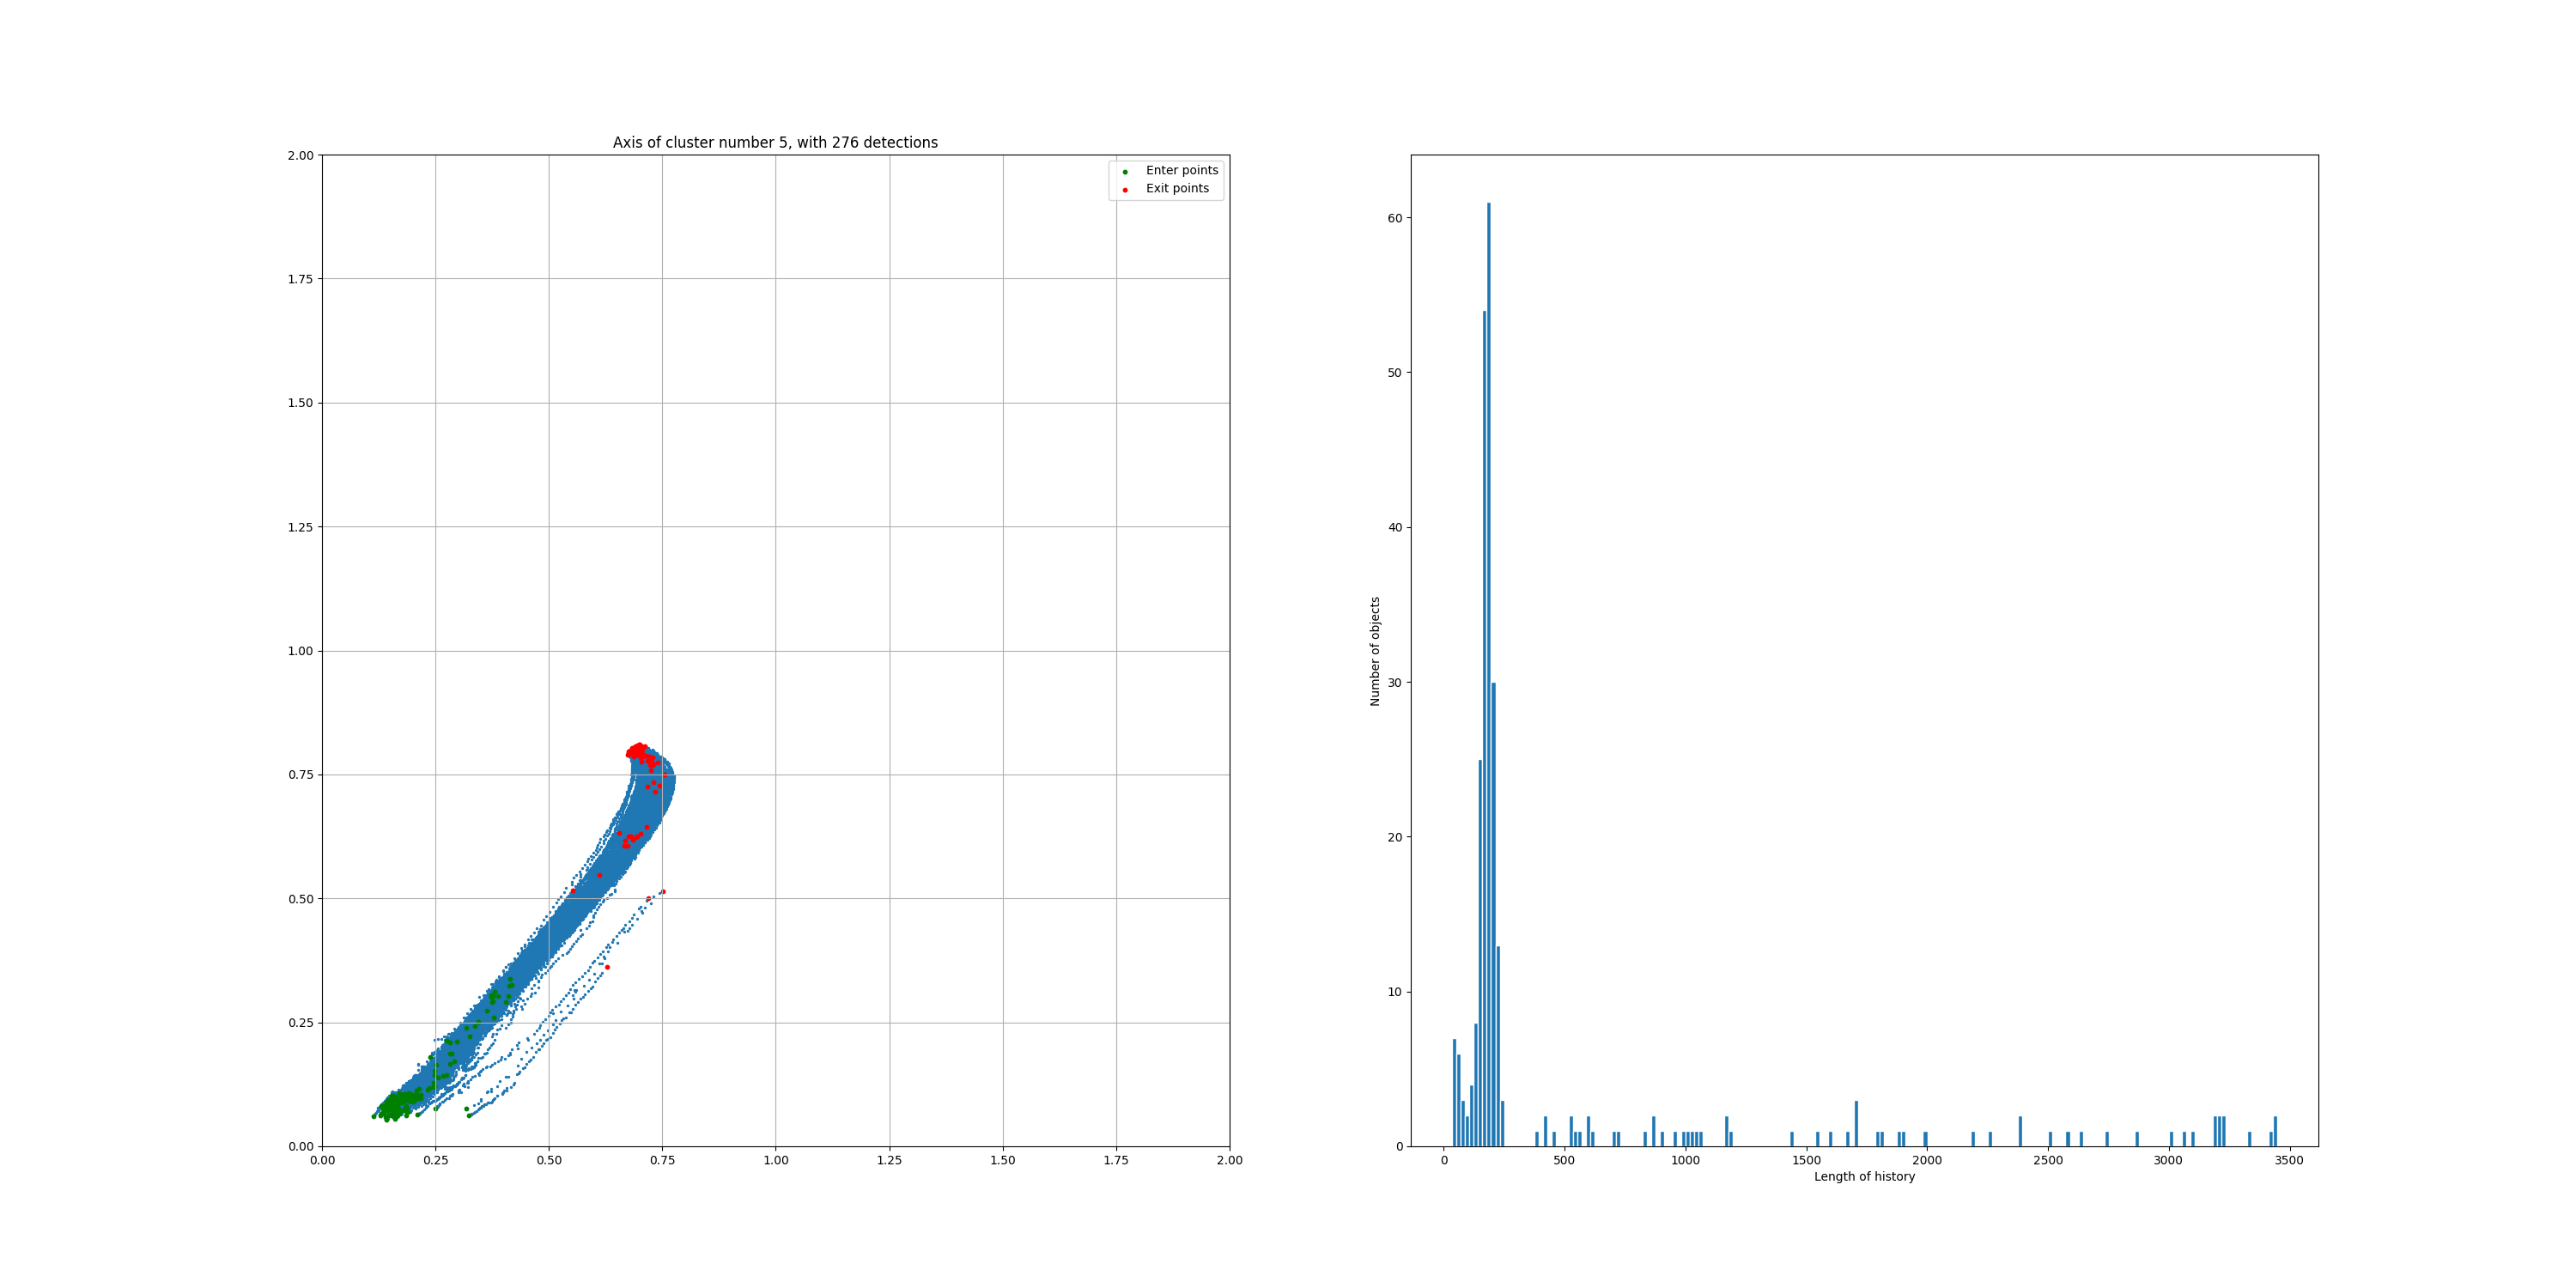 Axis of cluster number 5, with 276 detections
Enter points
Exit points
2.00
1.75
1.50
1.25
1.00
0.75
0.50
0.25
0.00
0.00 0.25 0.50 0.75 1.00 1.25 1.50 1.75 2.00
Number of objects
60
50
40
30
20
10
0
0 500 1000 1500 2000 2500 3000 3500
Length of history